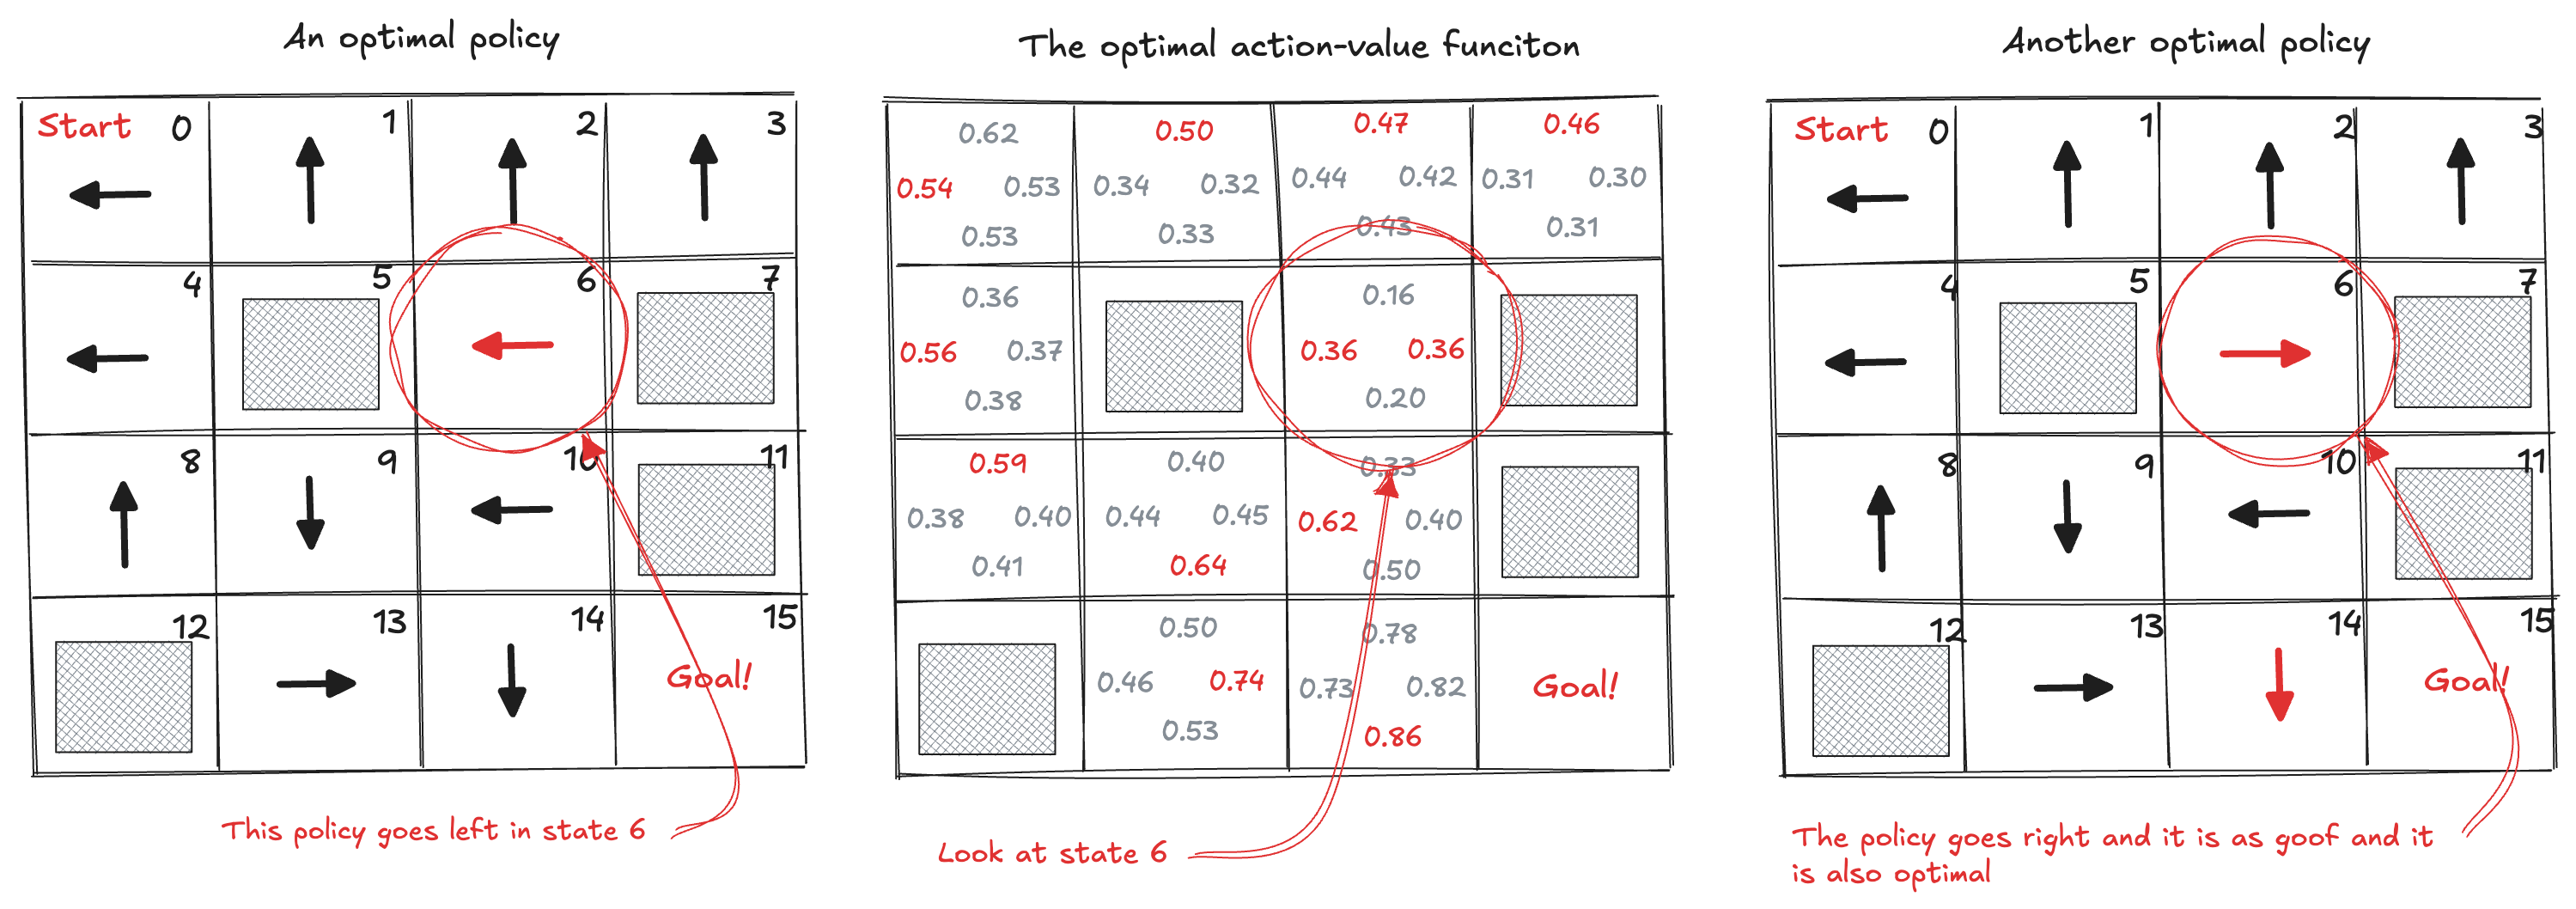 An optimal policy
Start 0 1 2 3
4 5 6 7
8 9 10 11
12 13 14 15
Goal!
This policy goes left in state 6
The optimal action-value funciton
0.62 0.50 0.47 0.46
0.54 0.53 0.34 0.32 0.44 0.42 0.31 0.30
0.53 0.33 0.43 0.31
0.36 0.16
0.56 0.37 0.36 0.36
0.38 0.20
0.59 0.40 0.33
0.38 0.40 0.44 0.45 0.62 0.40
0.41 0.64 0.50
0.50 0.78
0.46 0.74 0.73 0.82 Goal!
0.53 0.86
Look at state 6
Another optimal policy
Start 0 1 2 3
4 5 6 7
8 9 10 11
12 13 14 15
Goal!
The policy goes right and it is as goof and it
is also optimal